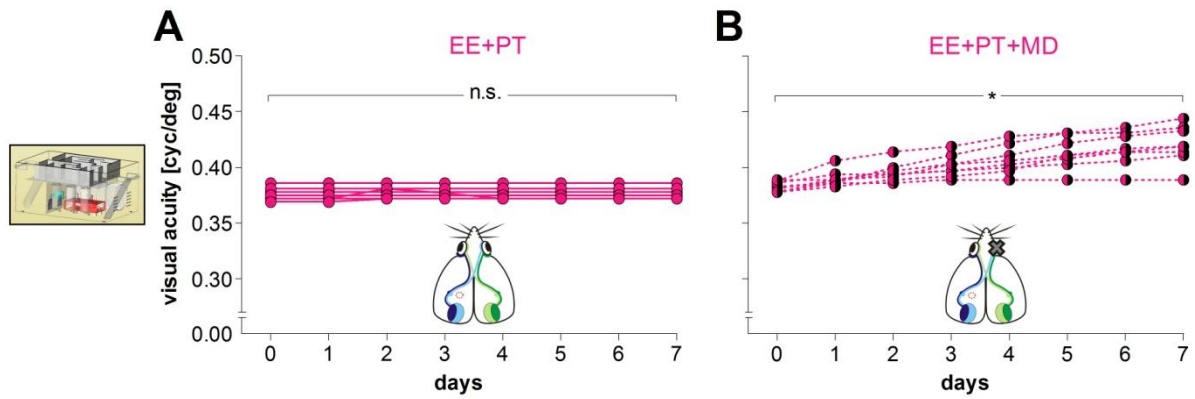 A
EE+PT
B
EE+PT+MD
0.50
0.45
0.40
0.35
0.30
0.00
visual acuity [cyc/deg]
n.s.
*
0 1 2 3 4 5 6 7
days
0 1 2 3 4 5 6 7
days